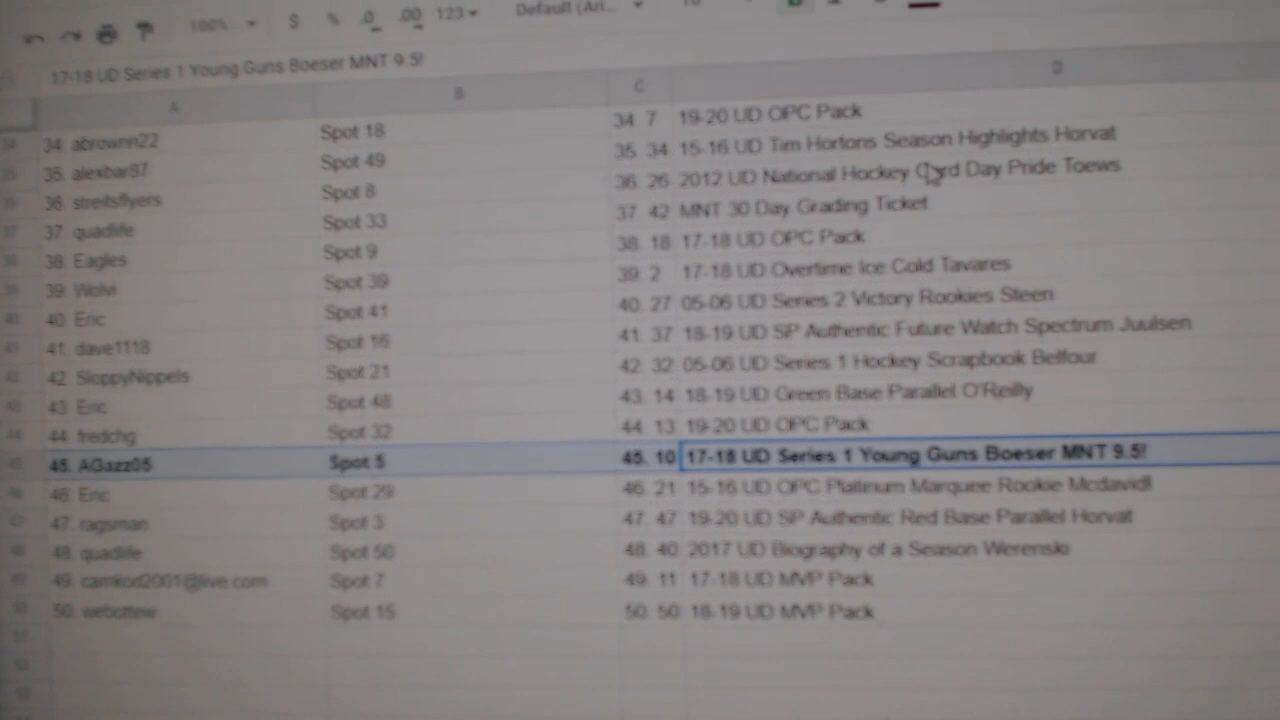 100% $ % .0 .00 123 Default (Ari...
17-18 UD Series 1 Young Guns Boeser MNT 9.5!
A B C D
34. abrownn22 Spot 18 34. 7 19-20 UD OPC Pack
35. alexbar87 Spot 49 35. 34 15-16 UD Tim Hortons Season Highlights Horvat
36. streitsflyers Spot 8 36. 26 2012 UD National Hockey Card Day Pride Toews
37. quadlife Spot 33 37. 42 MNT 30 Day Grading Ticket
38. Eagles Spot 9 38. 18 17-18 UD OPC Pack
39. Wolvi Spot 39 39. 2 17-18 UD Overtime Ice Cold Tavares
40. Eric Spot 41 40. 27 05-06 UD Series 2 Victory Rookies Steen
41. dave1118 Spot 16 41. 37 18-19 UD SP Authentic Future Watch Spectrum Juulsen
42. SloppyNippels Spot 21 42. 32 05-06 UD Series 1 Hockey Scrapbook Belfour
43. Eric Spot 48 43. 14 18-19 UD Green Base Parallel O'Reilly
44. fredchg Spot 32 44. 13 19-20 UD OPC Pack
45. AGazz05 Spot 5 45. 10 17-18 UD Series 1 Young Guns Boeser MNT 9.5!
46. Eric Spot 29 46. 21 15-16 UD OPC Platinum Marquee Rookie Mcdavid!
47. ragsman Spot 3 47. 47 19-20 UD SP Authentic Red Base Parallel Horvat
48. quadlife Spot 50 48. 40 2017 UD Biography of a Season Werenski
49. camkod2001@live.com Spot 7 49. 11 17-18 UD MVP Pack
50. webottew Spot 15 50. 50 18-19 UD MVP Pack